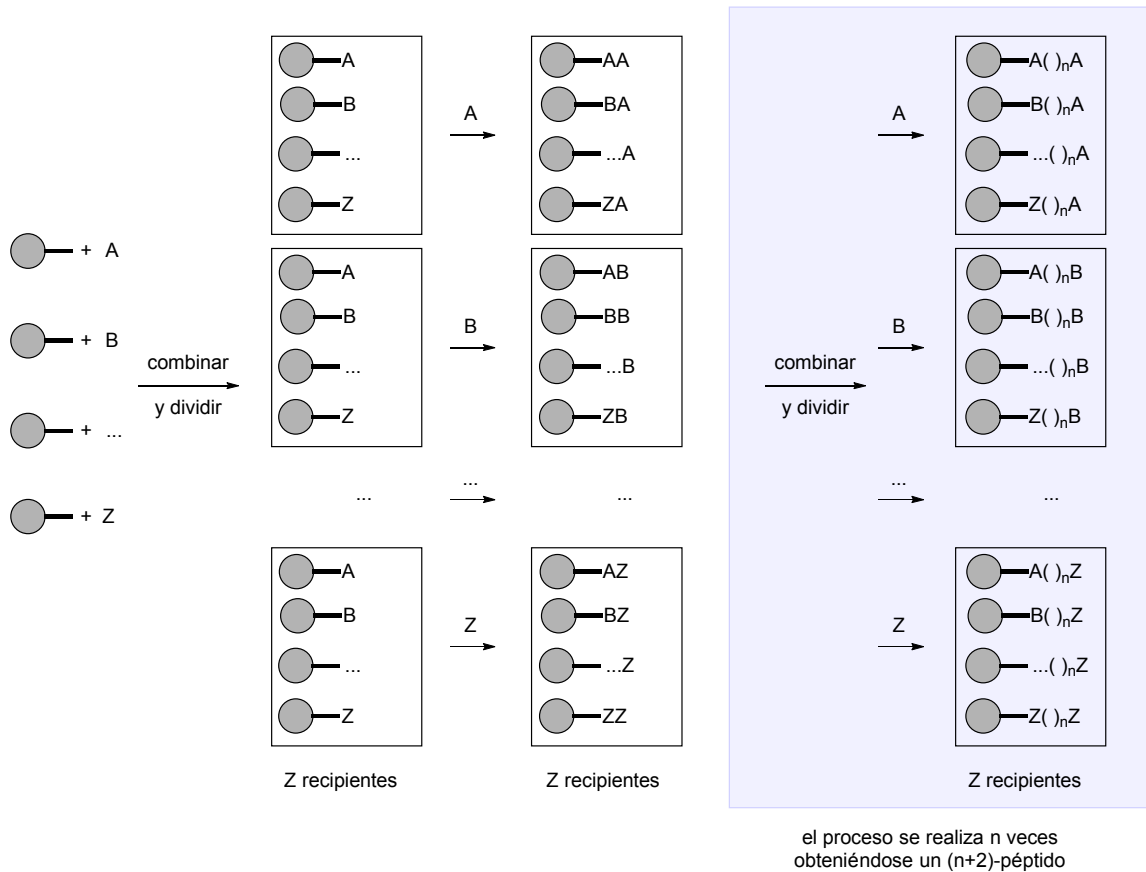 + A
+ B
+ ...
+ Z
combinar
y dividir
A
B
...
Z
A
AA
BA
...A
ZA
A
B
...
Z
B
AB
BB
...B
ZB
...
...
...
A
B
...
Z
Z
AZ
BZ
...Z
ZZ
Z recipientes
Z recipientes
combinar
y dividir
A
A( )nA
B( )nA
...( )nA
Z( )nA
B
A( )nB
B( )nB
...( )nB
Z( )nB
...
...
Z
A( )nZ
B( )nZ
...( )nZ
Z( )nZ
Z recipientes
el proceso se realiza n veces
obteniéndose un (n+2)-péptido